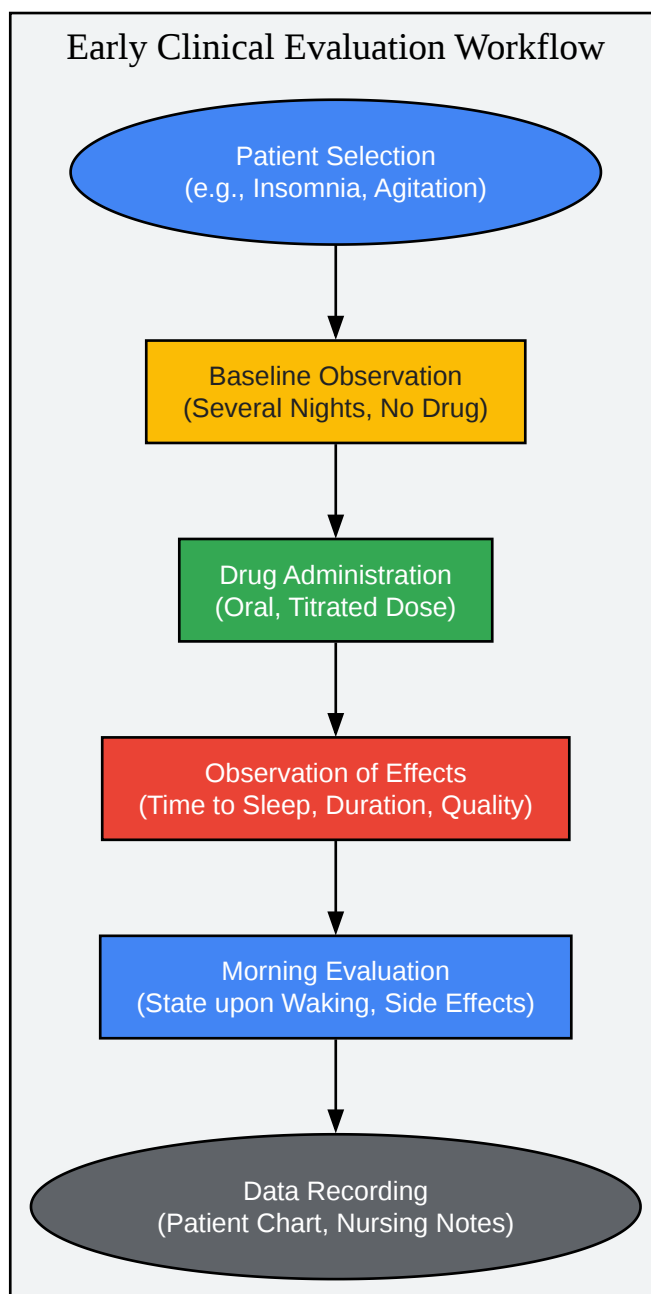 Early Clinical Evaluation Workflow
Patient Selection
(e.g., Insomnia, Agitation)
Baseline Observation
(Several Nights, No Drug)
Drug Administration
(Oral, Titrated Dose)
Observation of Effects
(Time to Sleep, Duration, Quality)
Morning Evaluation
(State upon Waking, Side Effects)
Data Recording
(Patient Chart, Nursing Notes)